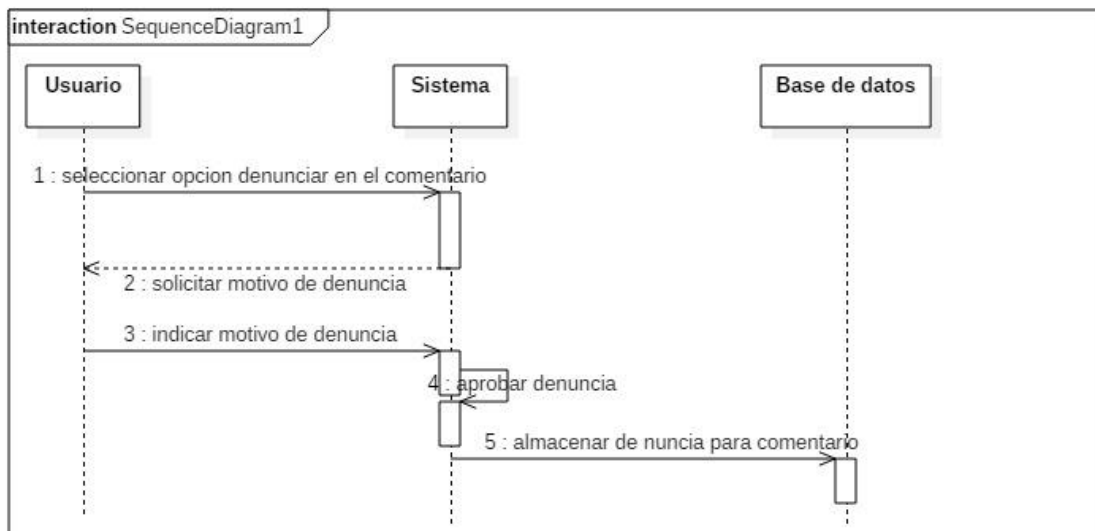 interaction SequenceDiagram1
Usuario
Sistema
Base de datos
1 : seleccionar opcion denunciar en el comentario
2 : solicitar motivo de denuncia
3 : indicar motivo de denuncia
4 : aprobar denuncia
5 : almacenar de nuncia para comentario